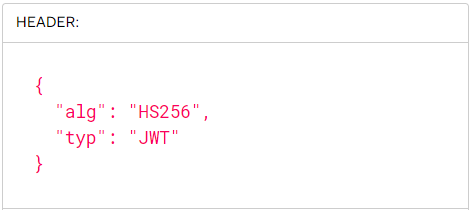 HEADER:
{
"alg": "HS256",
"typ": "JWT"
}